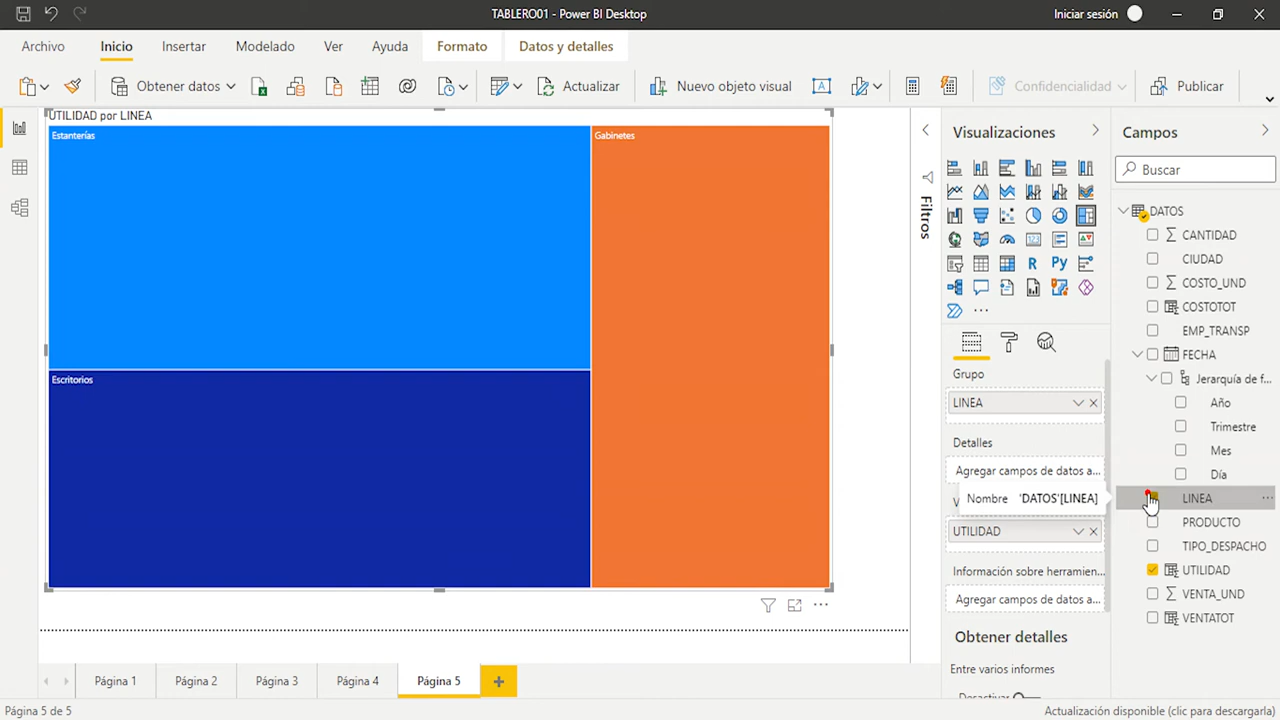 TABLERO01 - Power BI Desktop
Iniciar sesión
Archivo
Inicio
Insertar
Modelado
Ver
Ayuda
Formato
Datos y detalles
Obtener datos
Actualizar
Nuevo objeto visual
Confidencialidad
Publicar
UTILIDAD por LINEA
Estanterías
Gabinetes
Escritorios
Filtros
Visualizaciones
R
Py
123
Grupo
LINEA
Detalles
Agregar campos de datos a...
Nombre 'DATOS'[LINEA]
V
UTILIDAD
Información sobre herramien...
Agregar campos de datos a...
Obtener detalles
Entre varios informes
Desactivar
Campos
Buscar
DATOS
CANTIDAD
CIUDAD
COSTO_UND
COSTOTOT
EMP_TRANSP
FECHA
Jerarquía de f...
Año
Trimestre
Mes
Día
LINEA
PRODUCTO
TIPO_DESPACHO
UTILIDAD
VENTA_UND
VENTATOT
Página 1
Página 2
Página 3
Página 4
Página 5
Página 5 de 5
Actualización disponible (clic para descargarla)